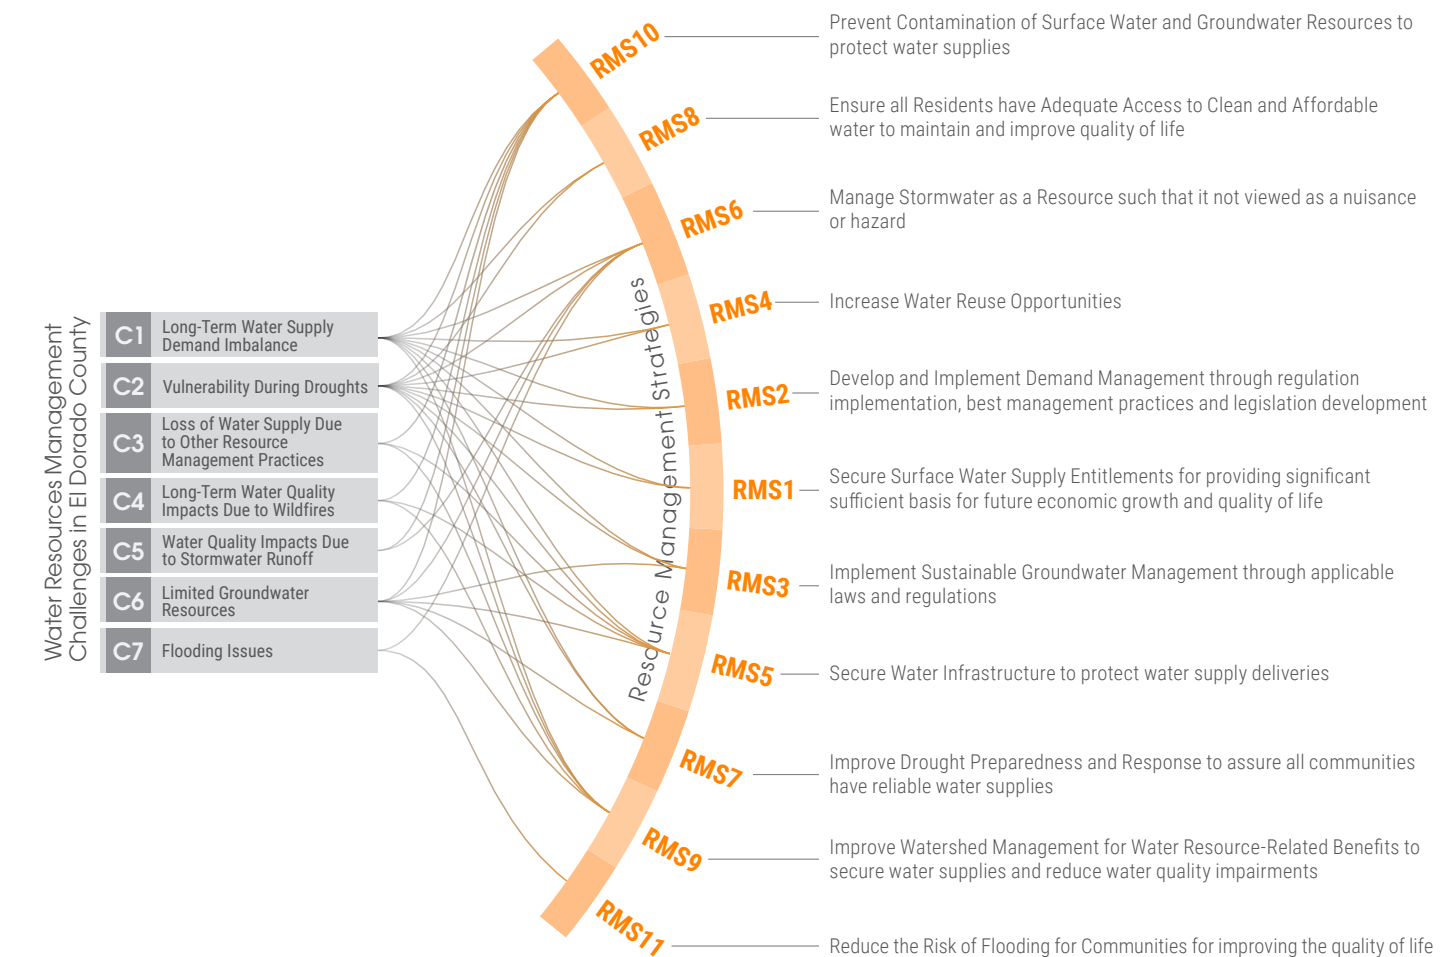 Water Resources Management
Challenges in El Dorado County
C1
Long-Term Water Supply
Demand Imbalance
C2
Vulnerability During Droughts
C3
Loss of Water Supply Due
to Other Resource
Management Practices
C4
Long-Term Water Quality
Impacts Due to Wildfires
C5
Water Quality Impacts Due
to Stormwater Runoff
C6
Limited Groundwater
Resources
C7
Flooding Issues
Resource Management Strategies
RMS10
Prevent Contamination of Surface Water and Groundwater Resources to
protect water supplies
RMS8
Ensure all Residents have Adequate Access to Clean and Affordable
water to maintain and improve quality of life
RMS6
Manage Stormwater as a Resource such that it not viewed as a nuisance
or hazard
RMS4
Increase Water Reuse Opportunities
RMS2
Develop and Implement Demand Management through regulation
implementation, best management practices and legislation development
RMS1
Secure Surface Water Supply Entitlements for providing significant
sufficient basis for future economic growth and quality of life
RMS3
Implement Sustainable Groundwater Management through applicable
laws and regulations
RMS5
Secure Water Infrastructure to protect water supply deliveries
RMS7
Improve Drought Preparedness and Response to assure all communities
have reliable water supplies
RMS9
Improve Watershed Management for Water Resource-Related Benefits to
secure water supplies and reduce water quality impairments
RMS11
Reduce the Risk of Flooding for Communities for improving the quality of life